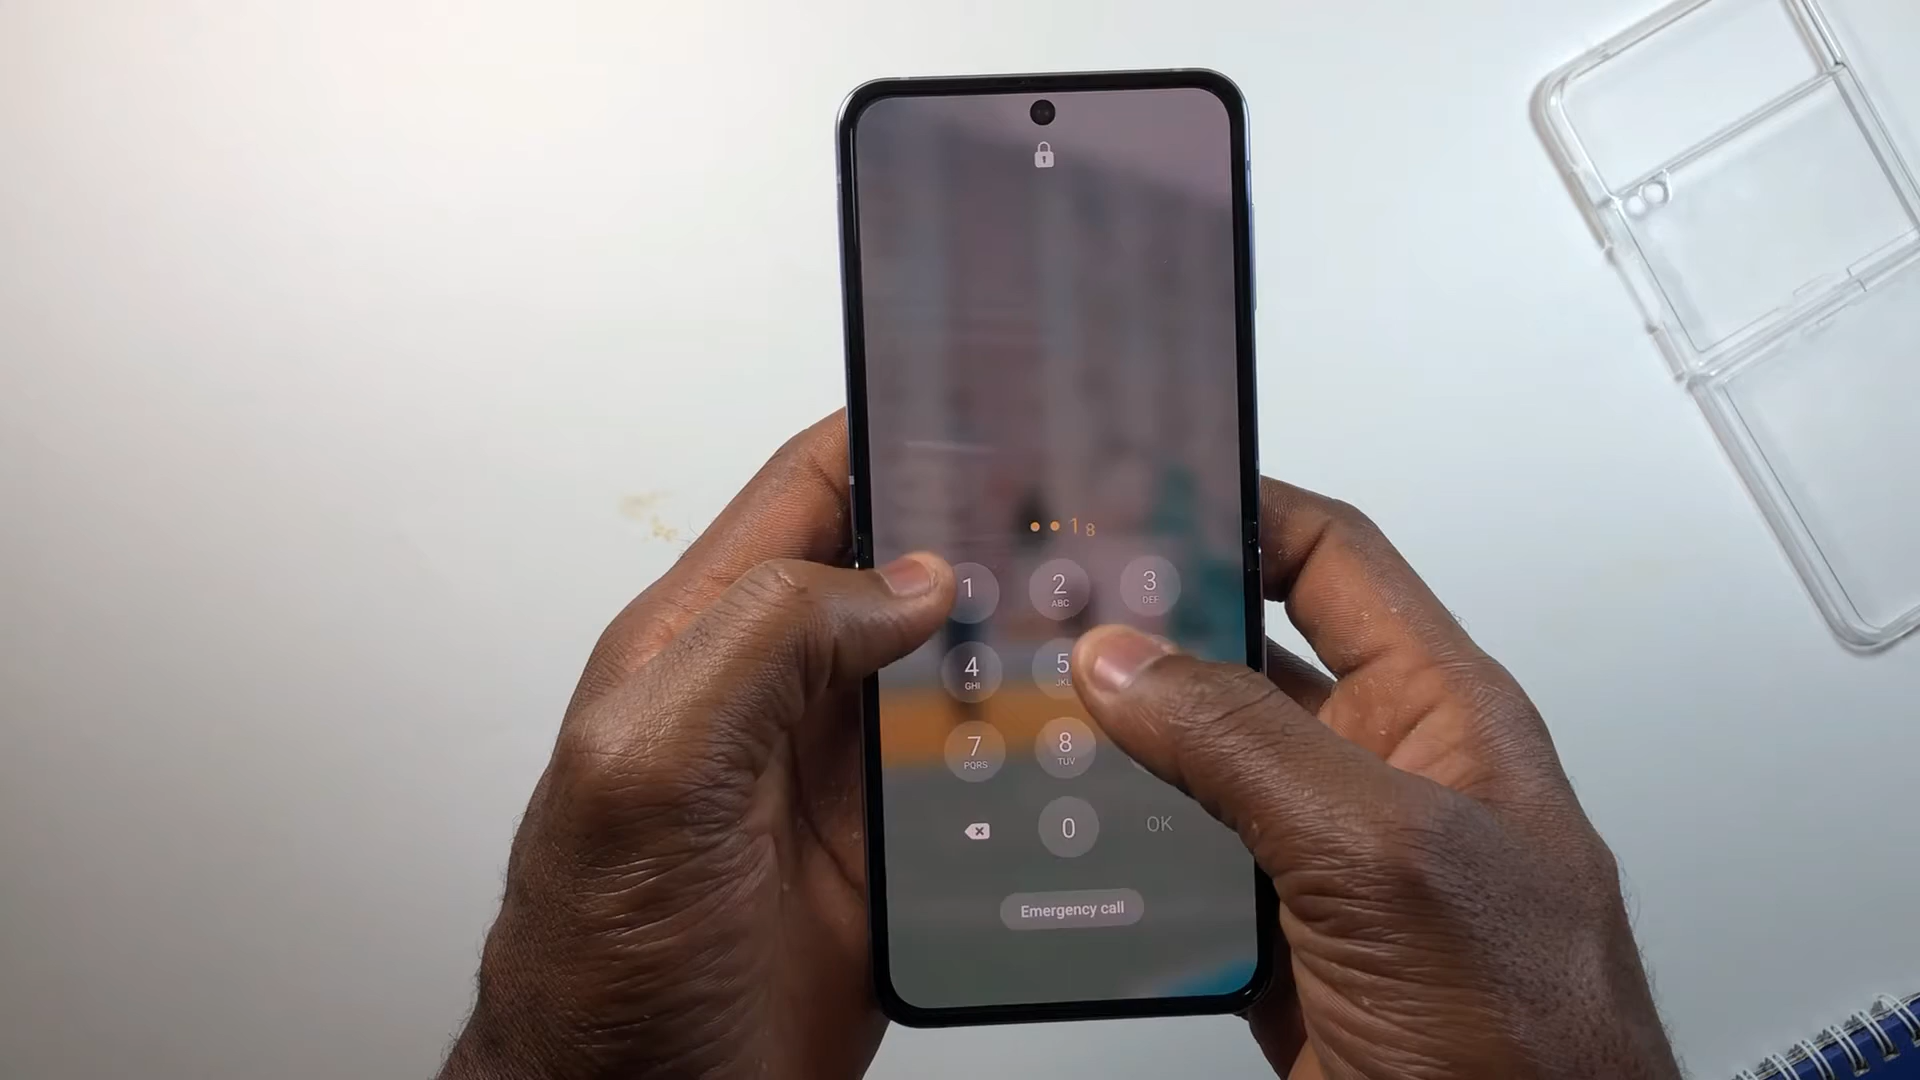 ••18
1 2 3
ABC DEF
4 5
GHI JKL
7 8
PQRS TUV
0 OK
Emergency call